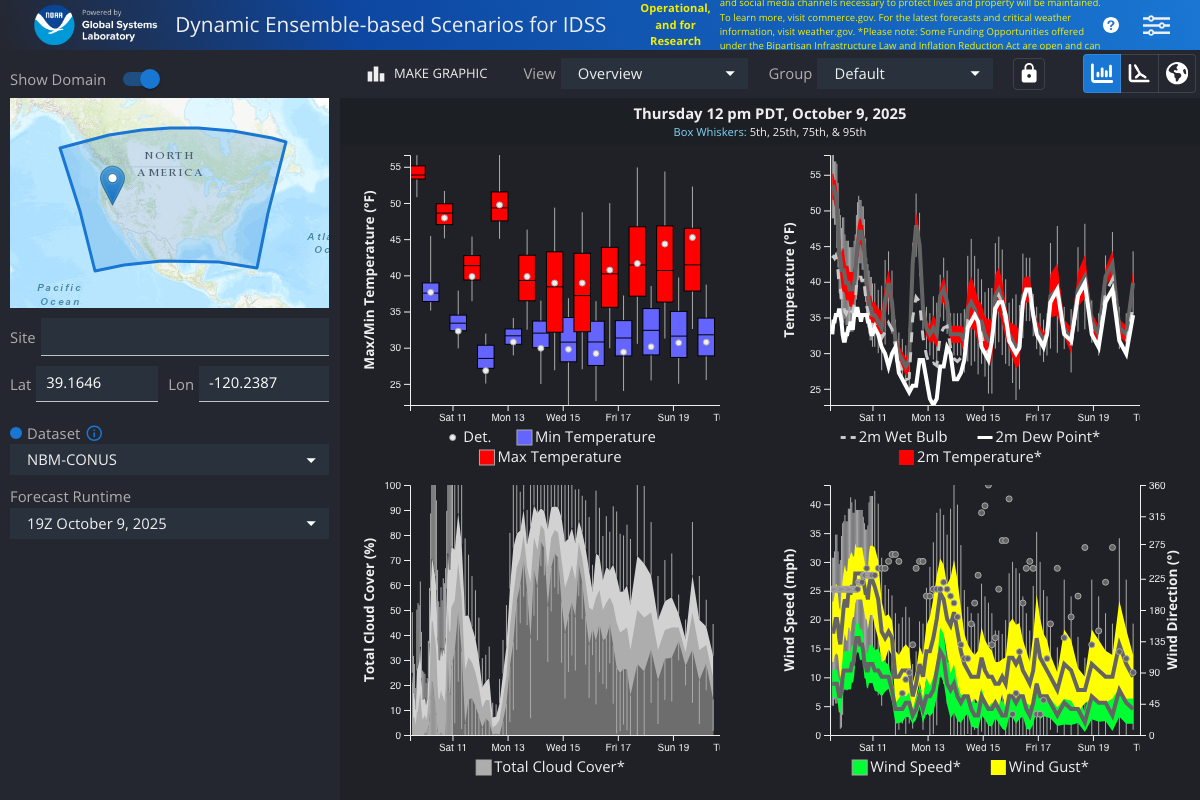 NOAA
Powered by
Global Systems
Laboratory
Dynamic Ensemble-based Scenarios for IDSS
Operational,
and for
Research
and social media channels necessary to protect lives and property will be maintained.
To learn more, visit commerce.gov. For the latest forecasts and critical weather
information, visit weather.gov. *Please note: Some Funding Opportunities offered
under the Bipartisan Infrastructure Law and Inflation Reduction Act are open and can
?
Show Domain
MAKE GRAPHIC
View
Overview
Group
Default
NORTH
AMERICA
Atla
Oc
Pacific
Ocean
Site
Lat
39.1646
Lon
-120.2387
Dataset
i
NBM-CONUS
Forecast Runtime
19Z October 9, 2025
Thursday 12 pm PDT, October 9, 2025
Box Whiskers: 5th, 25th, 75th, & 95th
Max/Min Temperature (°F)
55
50
45
40
35
30
25
Sat 11 Mon 13 Wed 15 Fri 17 Sun 19 T
Det. Min Temperature
Max Temperature
Temperature (°F)
55
50
45
40
35
30
25
Sat 11 Mon 13 Wed 15 Fri 17 Sun 19 T
2m Wet Bulb 2m Dew Point*
2m Temperature*
Total Cloud Cover (%)
100
90
80
70
60
50
40
30
20
10
0
Sat 11 Mon 13 Wed 15 Fri 17 Sun 19 T
Total Cloud Cover*
Wind Speed (mph)
40
35
30
25
20
15
10
5
0
360
315
270
225
180
135
90
45
0
Wind Direction (°)
Sat 11 Mon 13 Wed 15 Fri 17 Sun 19 T
Wind Speed* Wind Gust*